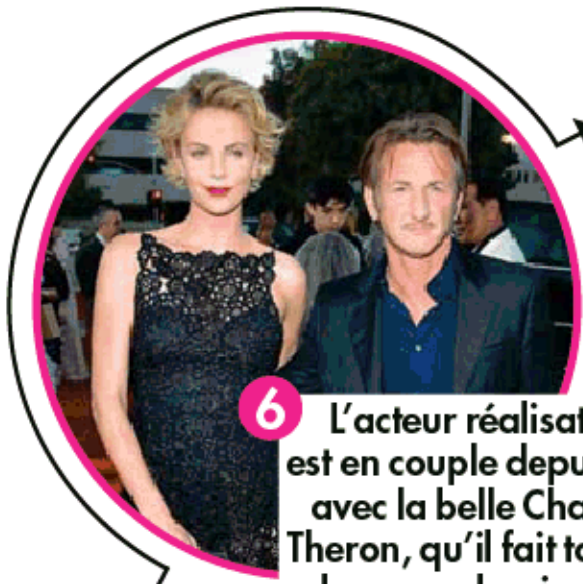 6
L'acteur réalisat
est en couple depu
avec la belle Cha
Theron, qu'il fait to